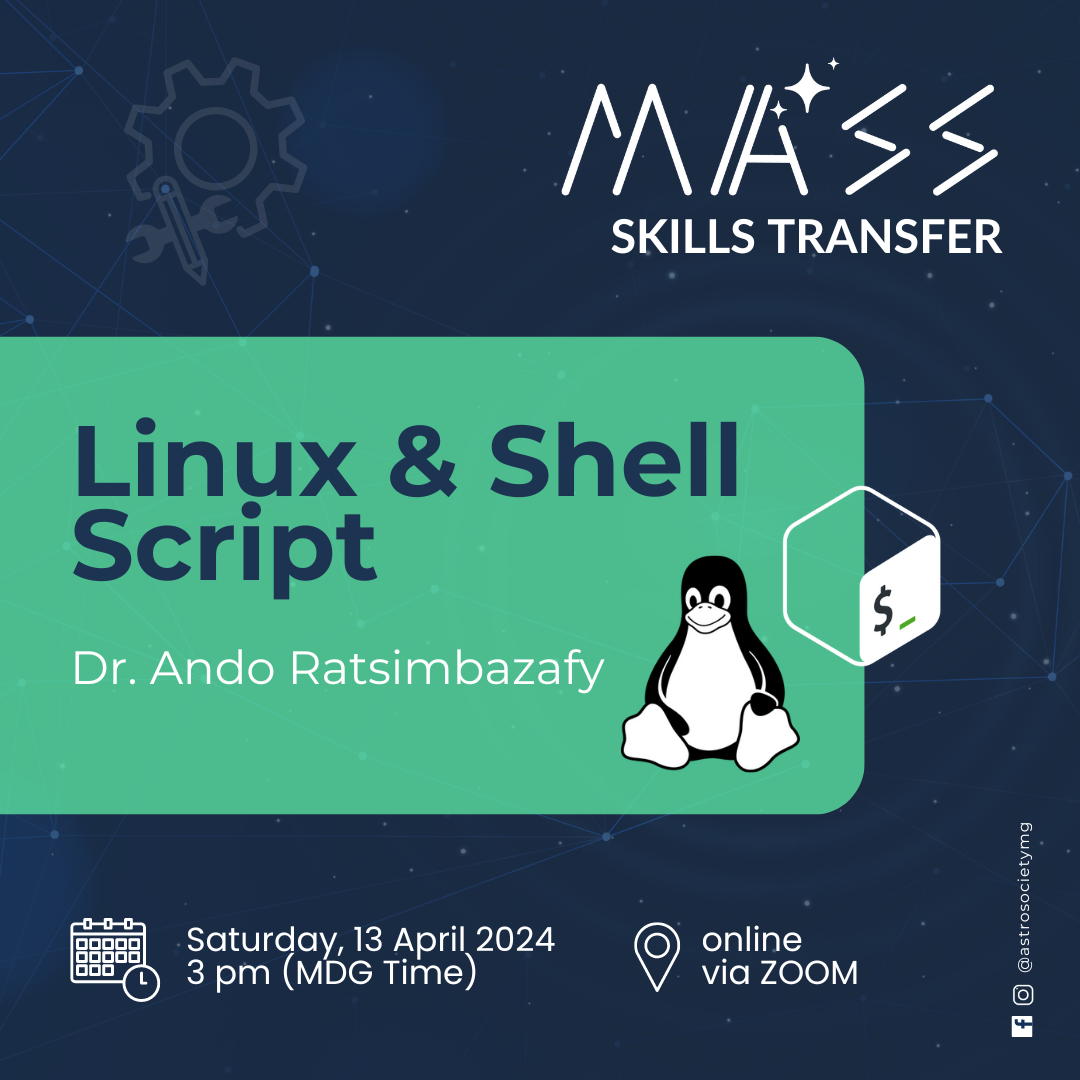 MASS
SKILLS TRANSFER
Linux & Shell
Script
Dr. Ando Ratsimbazafy
$_
Saturday, 13 April 2024
3 pm (MDG Time)
online
via ZOOM
@astrosocietymg